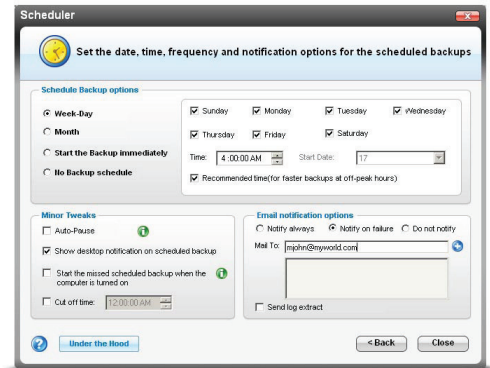 Scheduler
Set the date, time, frequency and notification options for the scheduled backups
Schedule Backup options
Week-Day
Month
Start the Backup immediately
No Backup schedule
Sunday Monday Tuesday Wednesday
Thursday Friday Saturday
Time: 4:00:00 AM Start Date: 17
Recommended time(for faster backups at off-peak hours)
Minor Tweaks
Auto-Pause
Show desktop notification on scheduled backup
Start the missed scheduled backup when the
computer is turned on
Cut off time: 12:00:00 AM
Email notification options
Notify always Notify on failure Do not notify
Mail To: mjohn@myworld.com
Send log extract
Under the Hood
< Back Close